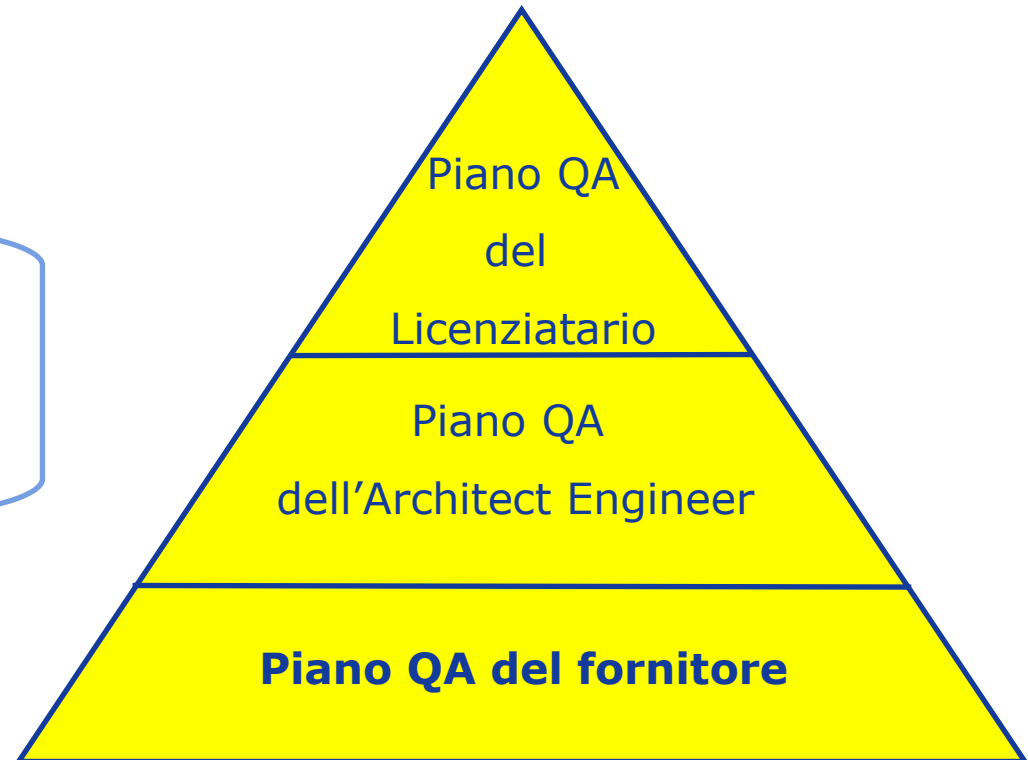 Piano QA
del
Licenziatario
Piano QA
dell’Architect Engineer
Piano QA del fornitore